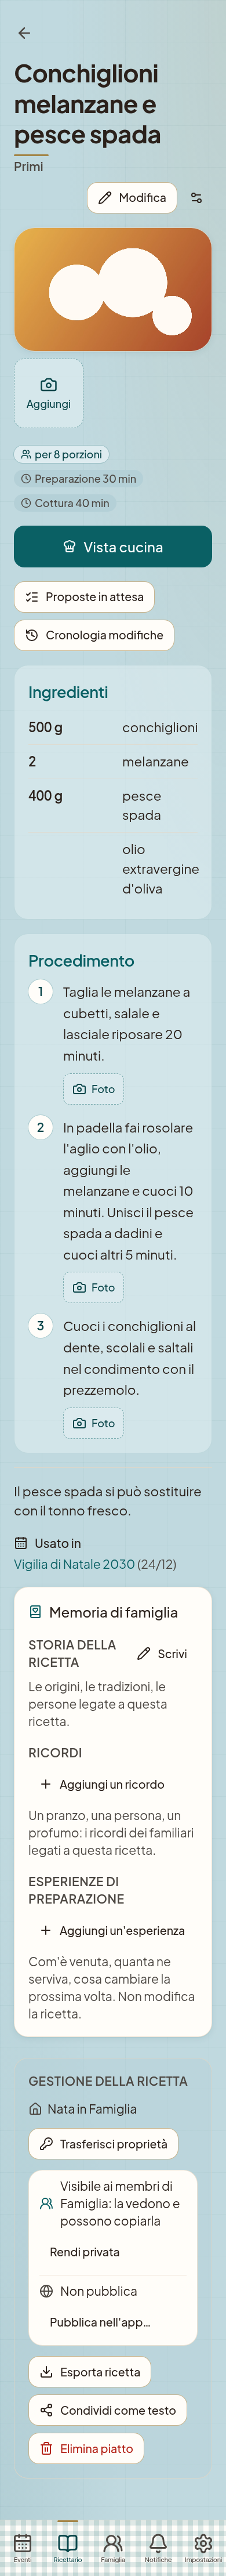 Conchiglioni
melanzane e
pesce spada
Primi
Modifica
Aggiungi
per 8 porzioni
Preparazione 30 min
Cottura 40 min
Vista cucina
Proposte in attesa
Cronologia modifiche
Ingredienti
500 g conchiglioni
2 melanzane
400 g pesce
spada
olio
extravergine
d'oliva
Procedimento
1 Taglia le melanzane a
cubetti, salale e
lasciale riposare 20
minuti.
Foto
2 In padella fai rosolare
l'aglio con l'olio,
aggiungi le
melanzane e cuoci 10
minuti. Unisci il pesce
spada a dadini e
cuoci altri 5 minuti.
Foto
3 Cuoci i conchiglioni al
dente, scolali e saltali
nel condimento con il
prezzemolo.
Foto
Il pesce spada si può sostituire
con il tonno fresco.
Usato in
Vigilia di Natale 2030 (24/12)
Memoria di famiglia
STORIA DELLA
RICETTA
Scrivi
Le origini, le tradizioni, le
persone legate a questa
ricetta.
RICORDI
Aggiungi un ricordo
Un pranzo, una persona, un
profumo: i ricordi dei familiari
legati a questa ricetta.
ESPERIENZE DI
PREPARAZIONE
Aggiungi un'esperienza
Com'è venuta, quanta ne
serviva, cosa cambiare la
prossima volta. Non modifica
la ricetta.
GESTIONE DELLA RICETTA
Nata in Famiglia
Trasferisci proprietà
Visibile ai membri di
Famiglia: la vedono e
possono copiarla
Rendi privata
Non pubblica
Pubblica nell'app…
Esporta ricetta
Condividi come testo
Elimina piatto
Eventi Ricettario Famiglia Notifiche Impostazioni